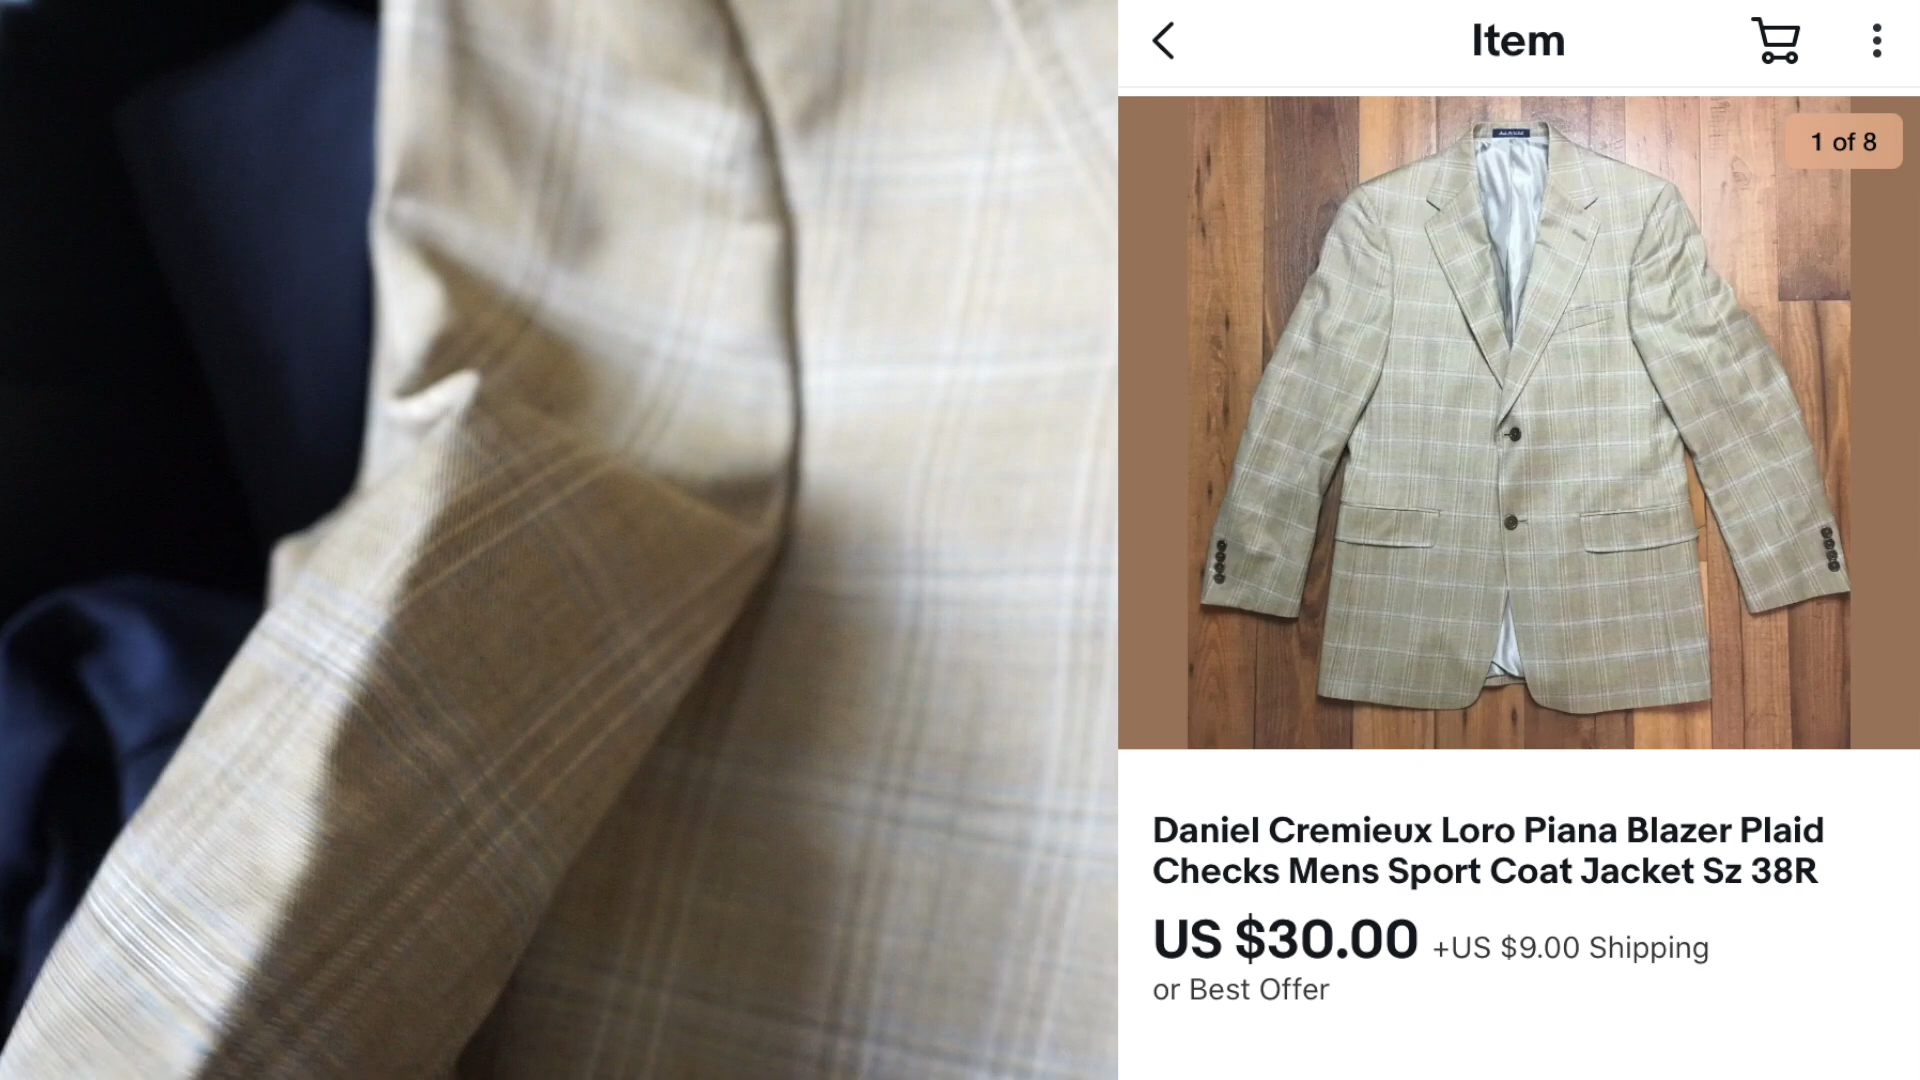 Item
1 of 8
Daniel Cremieux Loro Piana Blazer Plaid
Checks Mens Sport Coat Jacket Sz 38R
US $30.00 +US $9.00 Shipping
or Best Offer